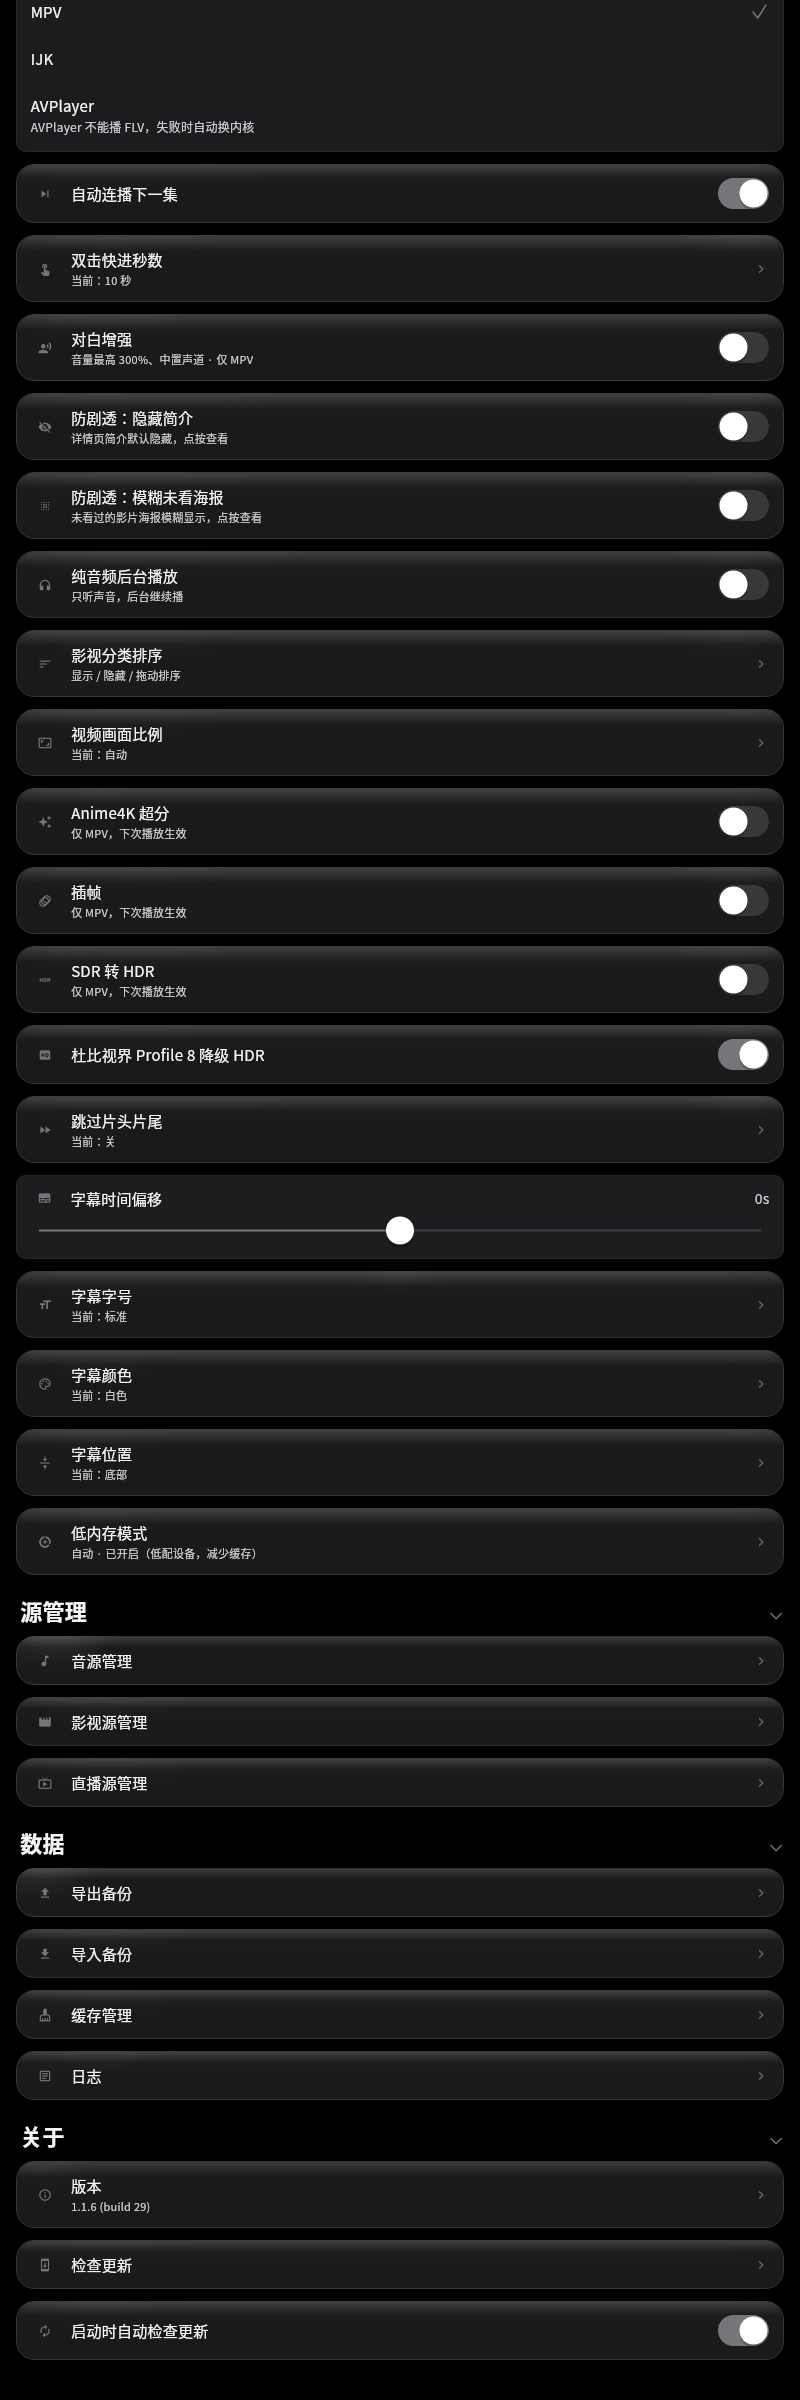 MPV
IJK
AVPlayer
AVPlayer 不能播 FLV，失败时自动换内核
自动连播下一集
双击快进秒数
当前：10 秒
对白增强
音量最高 300%、中置声道 · 仅 MPV
防剧透：隐藏简介
详情页简介默认隐藏，点按查看
防剧透：模糊未看海报
未看过的影片海报模糊显示，点按查看
纯音频后台播放
只听声音，后台继续播
影视分类排序
显示 / 隐藏 / 拖动排序
视频画面比例
当前：自动
Anime4K 超分
仅 MPV，下次播放生效
插帧
仅 MPV，下次播放生效
SDR 转 HDR
仅 MPV，下次播放生效
杜比视界 Profile 8 降级 HDR
跳过片头片尾
当前：关
字幕时间偏移
0s
字幕字号
当前：标准
字幕颜色
当前：白色
字幕位置
当前：底部
低内存模式
自动 · 已开启（低配设备，减少缓存）
源管理
音源管理
影视源管理
直播源管理
数据
导出备份
导入备份
缓存管理
日志
关于
版本
1.1.6 (build 29)
检查更新
启动时自动检查更新